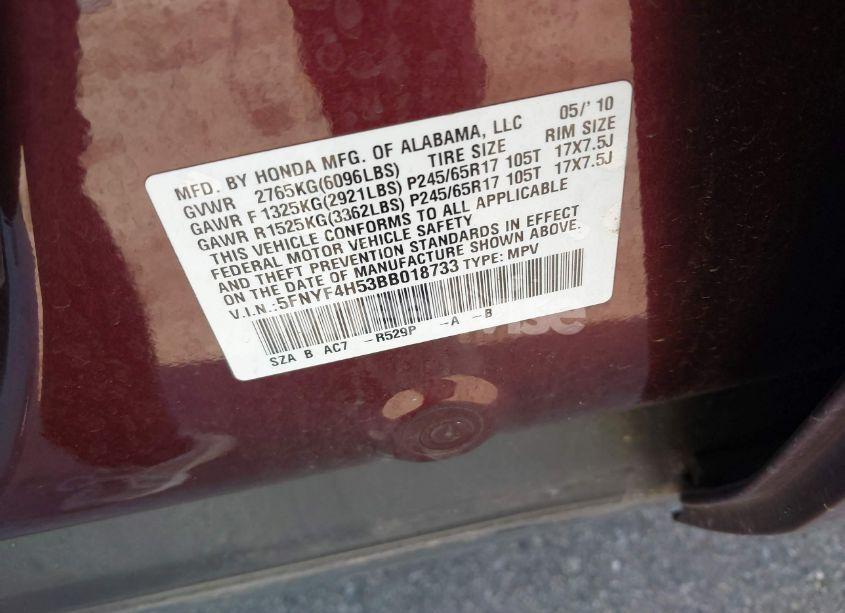 05/' 10
MFD. BY HONDA MFG. OF ALABAMA, LLC
GVWR 2765KG(6096LBS) TIRE SIZE RIM SIZE
GAWR F 1325KG(2921LBS) P245/65R17 105T 17X7.5J
GAWR R1525KG(3362LBS) P245/65R17 105T 17X7.5J
THIS VEHICLE CONFORMS TO ALL APPLICABLE
FEDERAL MOTOR VEHICLE SAFETY
AND THEFT PREVENTION STANDARDS IN EFFECT
ON THE DATE OF MANUFACTURE SHOWN ABOVE.
V.I.N.:5FNYF4H53BB018733 TYPE: MPV
SZA B AC7 -R529P -A -B